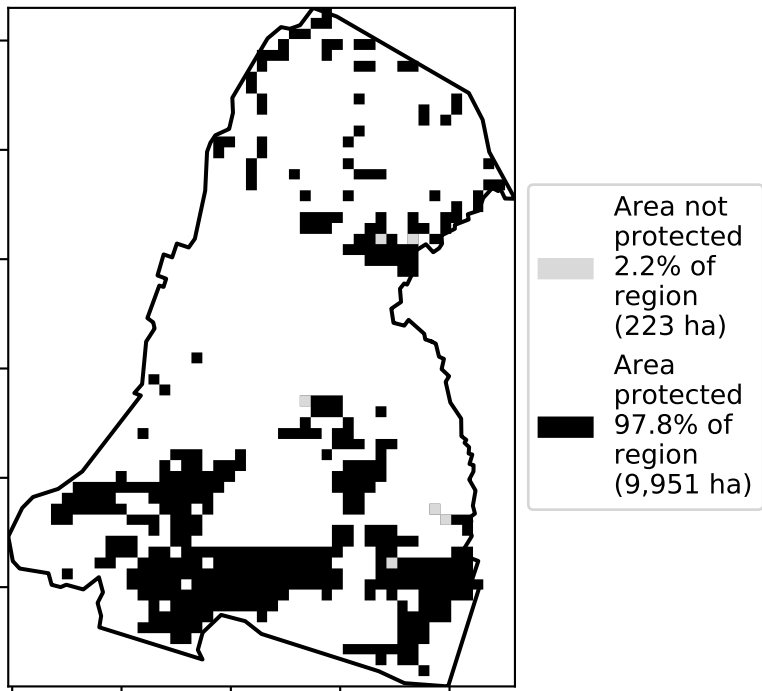 Area not
protected
2.2% of
region
(223 ha)
Area
protected
97.8% of
region
(9,951 ha)